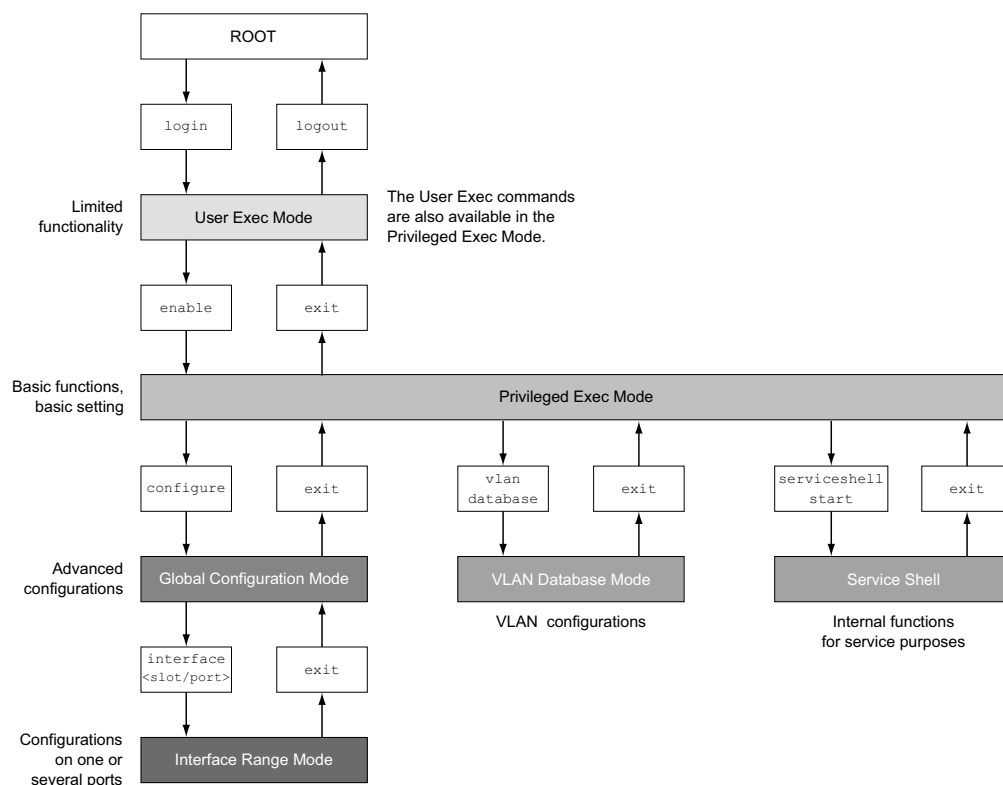 ROOT
login
logout
Limited
functionality
User Exec Mode
The User Exec commands
are also available in the
Privileged Exec Mode.
enable
exit
Basic functions,
basic setting
Privileged Exec Mode
configure
exit
vlan
database
exit
serviceshell
start
exit
Advanced
configurations
Global Configuration Mode
VLAN Database Mode
Service Shell
VLAN configurations
Internal functions
for service purposes
interface
<slot/port>
exit
Configurations
on one or
several ports
Interface Range Mode